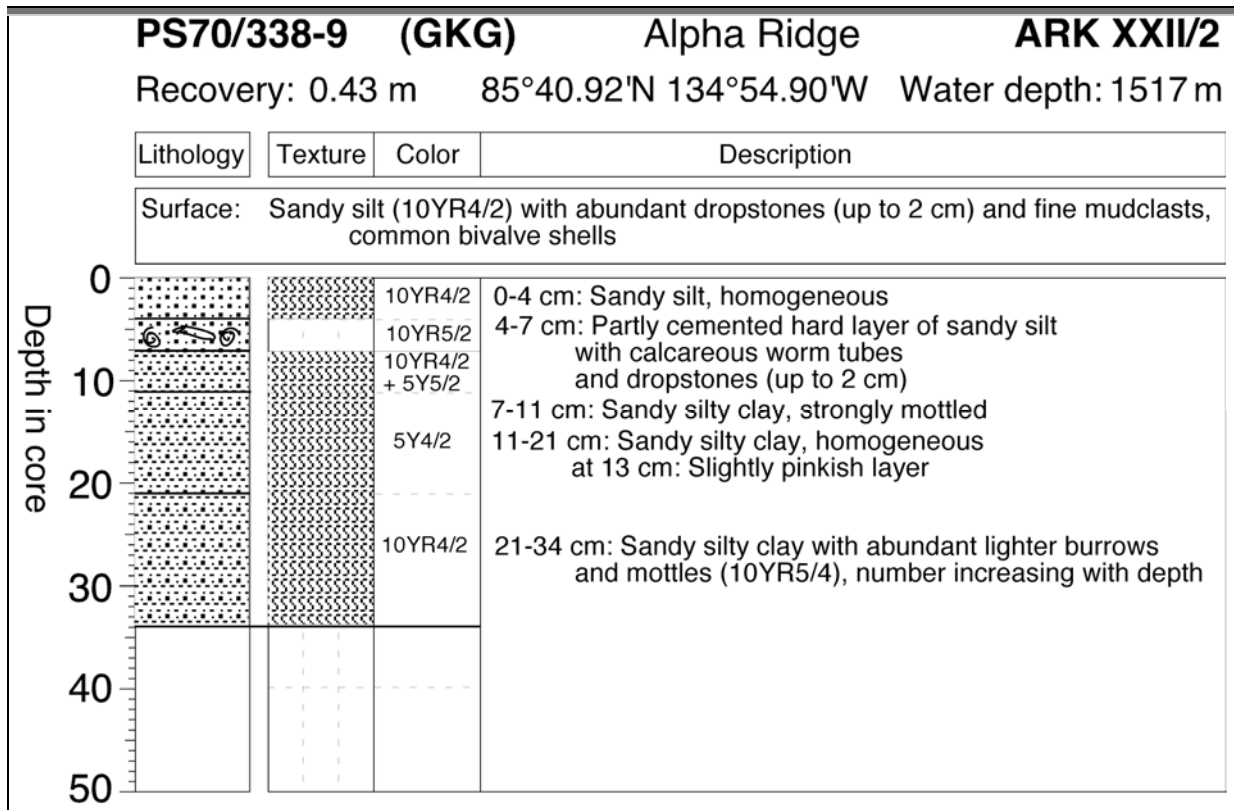 PS70/338-9 (GKG) Alpha Ridge ARK XXII/2
Recovery: 0.43 m 85°40.92'N 134°54.90'W Water depth: 1517 m
Lithology Texture Color Description
Surface: Sandy silt (10YR4/2) with abundant dropstones (up to 2 cm) and fine mudclasts,
common bivalve shells
Depth in core
0
10YR4/2 0-4 cm: Sandy silt, homogeneous
10YR5/2 4-7 cm: Partly cemented hard layer of sandy silt
with calcareous worm tubes
10YR4/2
+ 5Y5/2 and dropstones (up to 2 cm)
10
7-11 cm: Sandy silty clay, strongly mottled
5Y4/2 11-21 cm: Sandy silty clay, homogeneous
at 13 cm: Slightly pinkish layer
20
10YR4/2 21-34 cm: Sandy silty clay with abundant lighter burrows
and mottles (10YR5/4), number increasing with depth
30
40
50